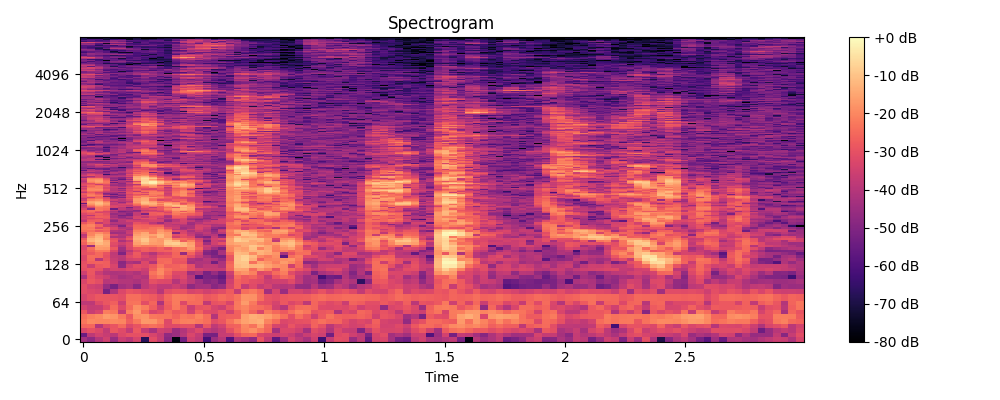 Spectrogram
Hz
4096
2048
1024
512
256
128
64
0
0 0.5 1 1.5 2 2.5
Time
+0 dB
-10 dB
-20 dB
-30 dB
-40 dB
-50 dB
-60 dB
-70 dB
-80 dB